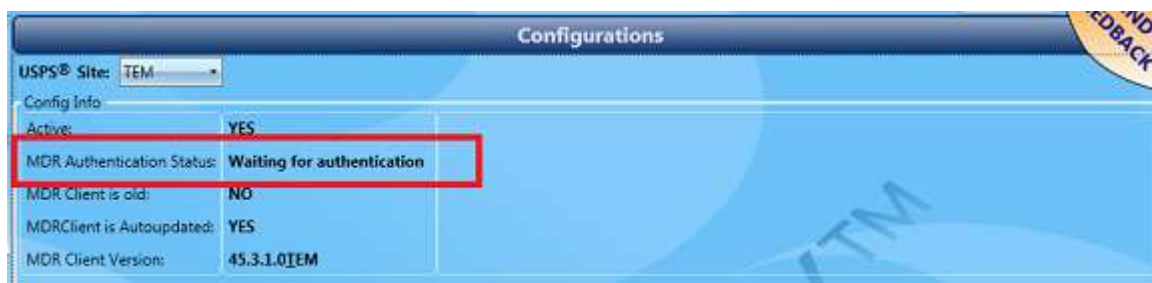 Configurations
USPS® Site: TEM
Config Info
Active: YES
MDR Authentication Status: Waiting for authentication
MDR Client is old: NO
MDRClient is Autoupdated: YES
MDR Client Version: 45.3.1.0TEM